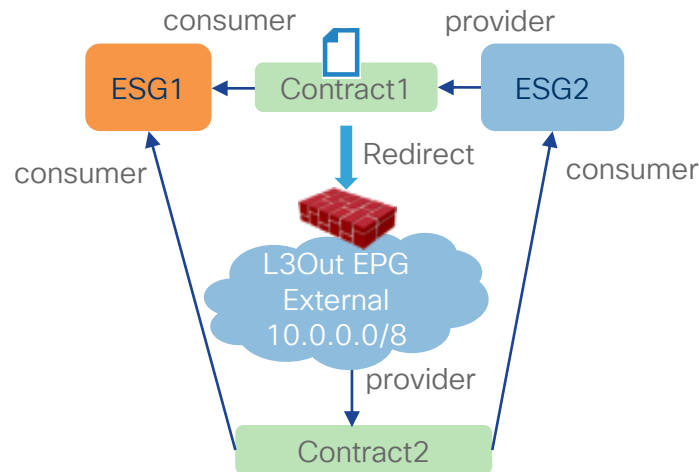 consumer
provider
ESG1
Contract1
ESG2
Redirect
consumer
consumer
L3Out EPG
External
10.0.0.0/8
provider
Contract2